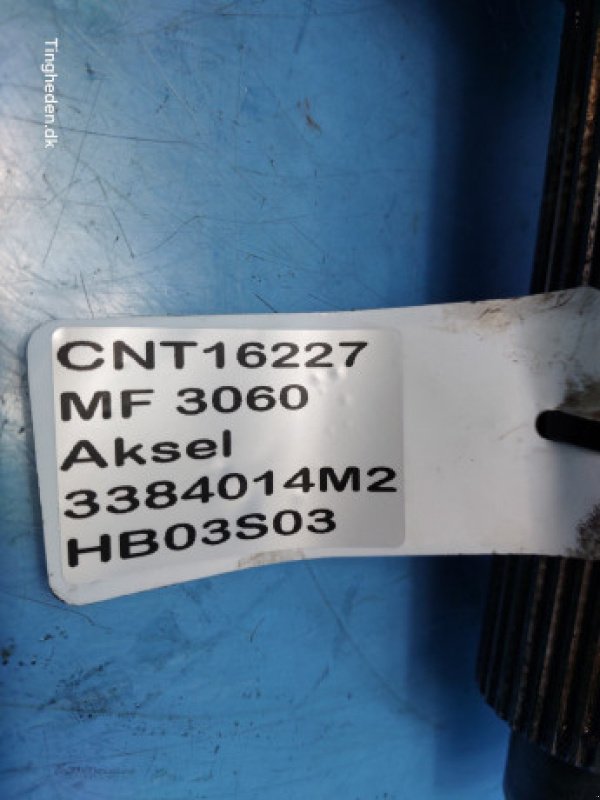 Tingheden.dk
CNT16227
MF 3060
Aksel
3384014M2
HB03S03